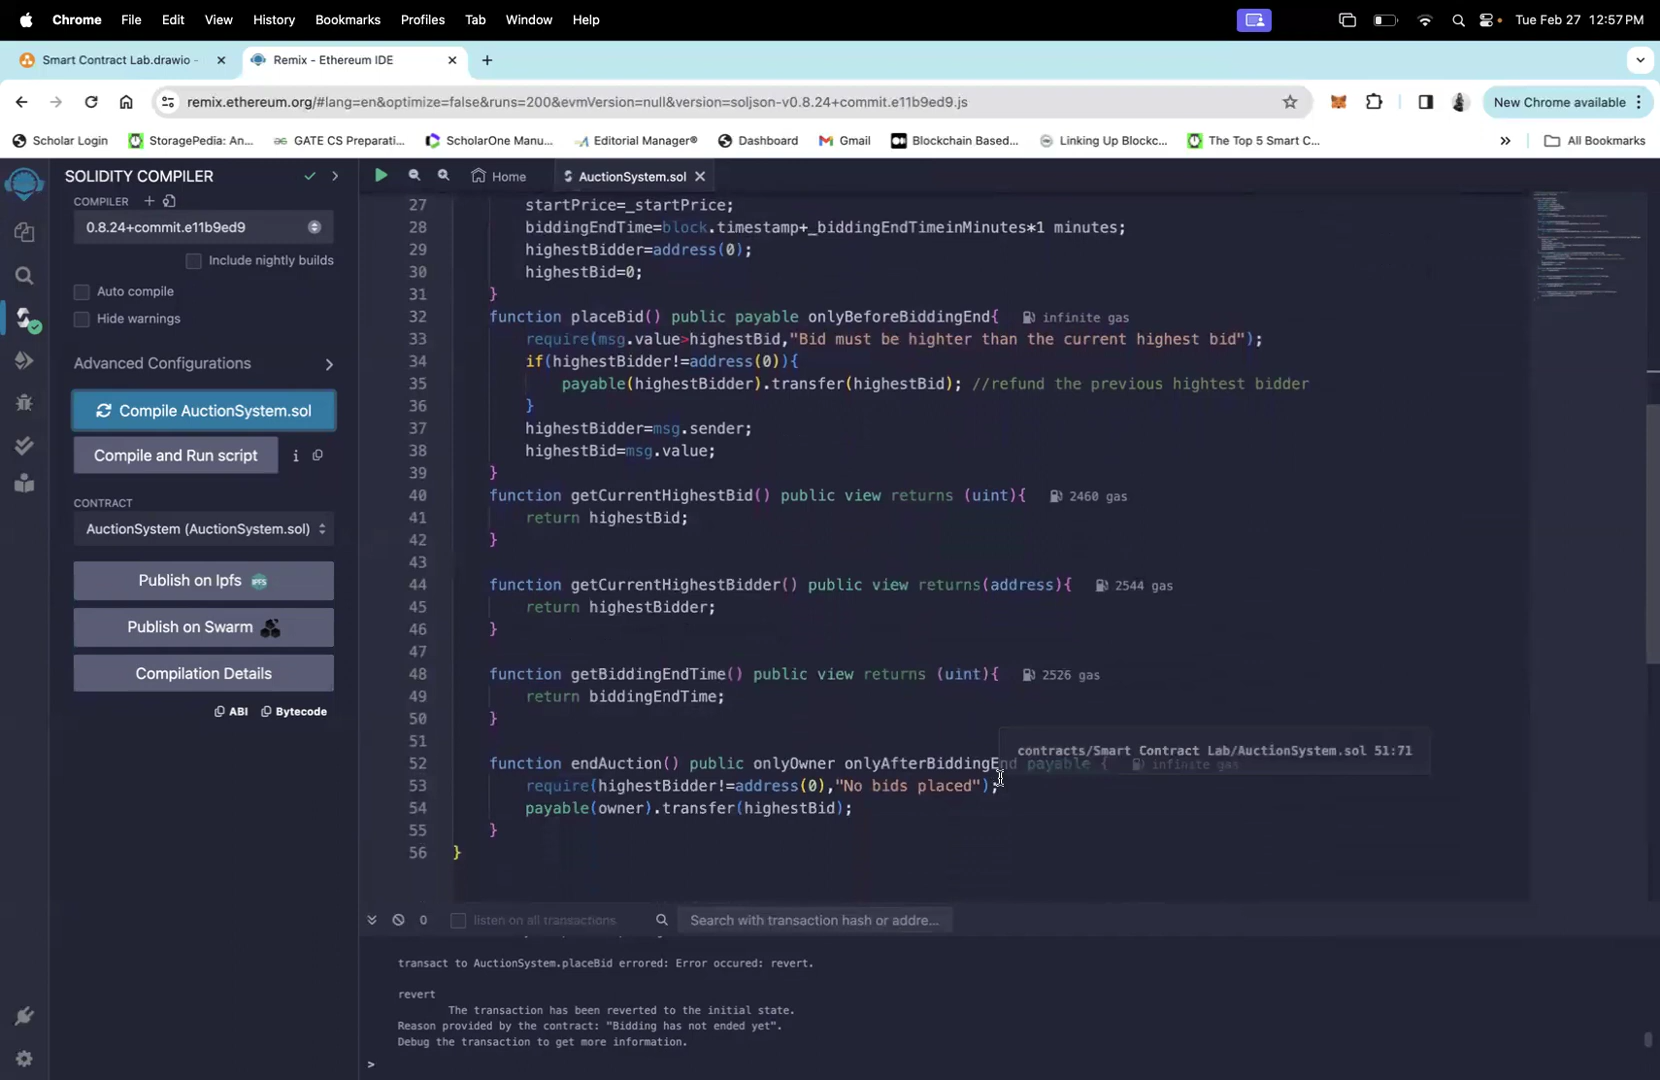 Chrome File Edit View History Bookmarks Profiles Tab Window Help Tue Feb 27 12:57 PM
Smart Contract Lab.drawio - Remix - Ethereum IDE
remix.ethereum.org/#lang=en&optimize=false&runs=200&evmVersion=null&version=soljson-v0.8.24+commit.e11b9ed9.js New Chrome available
Scholar Login StoragePedia: An... GATE CS Preparati... ScholarOne Manu... Editorial Manager® Dashboard Gmail Blockchain Based... Linking Up Blockc... The Top 5 Smart C... » All Bookmarks
SOLIDITY COMPILER
COMPILER +
0.8.24+commit.e11b9ed9
Include nightly builds
Auto compile
Hide warnings
Advanced Configurations
Compile AuctionSystem.sol
Compile and Run script i
CONTRACT
AuctionSystem (AuctionSystem.sol)
Publish on Ipfs IPFS
Publish on Swarm
Compilation Details
ABI Bytecode
Home AuctionSystem.sol
27 startPrice=_startPrice;
28 biddingEndTime=block.timestamp+_biddingEndTimeinMinutes*1 minutes;
29 highestBidder=address(0);
30 highestBid=0;
31 }
32 function placeBid() public payable onlyBeforeBiddingEnd{ infinite gas
33 require(msg.value>highestBid,"Bid must be highter than the current highest bid");
34 if(highestBidder!=address(0)){
35 payable(highestBidder).transfer(highestBid); //refund the previous hightest bidder
36 }
37 highestBidder=msg.sender;
38 highestBid=msg.value;
39 }
40 function getCurrentHighestBid() public view returns (uint){ 2460 gas
41 return highestBid;
42 }
43
44 function getCurrentHighestBidder() public view returns(address){ 2544 gas
45 return highestBidder;
46 }
47
48 function getBiddingEndTime() public view returns (uint){ 2526 gas
49 return biddingEndTime;
50 }
51
contracts/Smart Contract Lab/AuctionSystem.sol 51:71
52 function endAuction() public onlyOwner onlyAfterBiddingEnd payable { infinite gas
53 require(highestBidder!=address(0),"No bids placed");
54 payable(owner).transfer(highestBid);
55 }
56 }
0 listen on all transactions Search with transaction hash or addre...
transact to AuctionSystem.placeBid errored: Error occured: revert.
revert
The transaction has been reverted to the initial state.
Reason provided by the contract: "Bidding has not ended yet".
Debug the transaction to get more information.
>